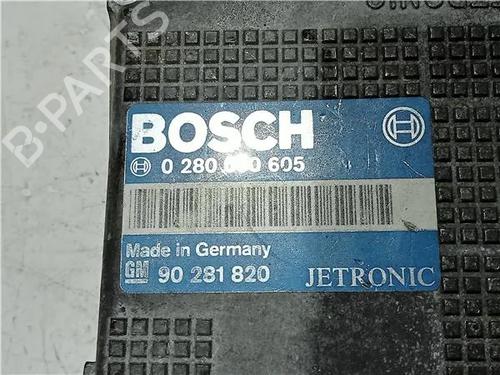 BOSCH
0 280 000 605
Made in Germany
GM 90 281 820 JETRONIC
B-PARTS